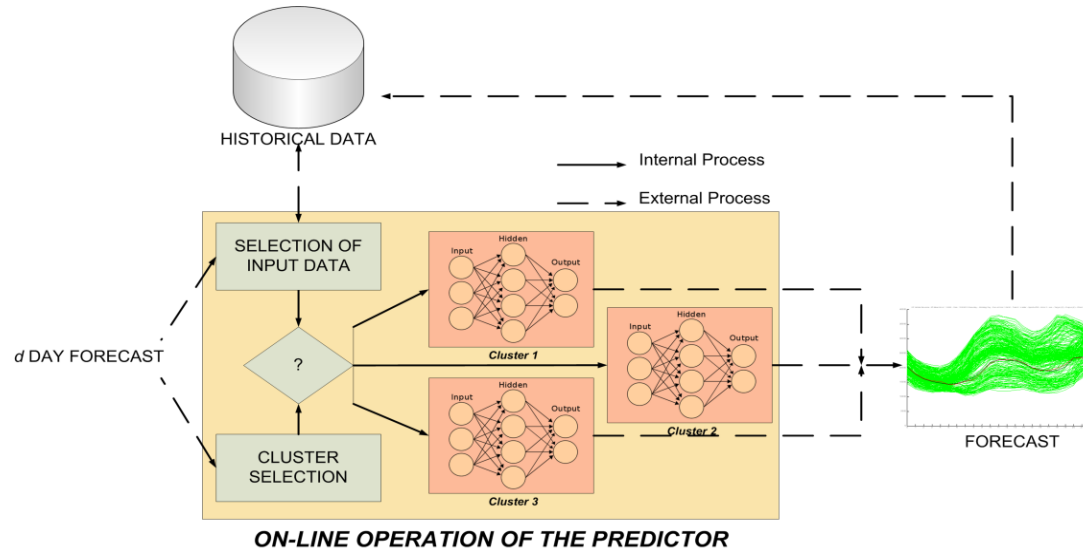 HISTORICAL DATA
Internal Process
External Process
SELECTION OF
INPUT DATA
Input
Hidden
Output
Cluster 1
d DAY FORECAST
?
Input
Hidden
Output
Cluster 2
CLUSTER
SELECTION
Input
Hidden
Output
Cluster 3
FORECAST
ON-LINE OPERATION OF THE PREDICTOR